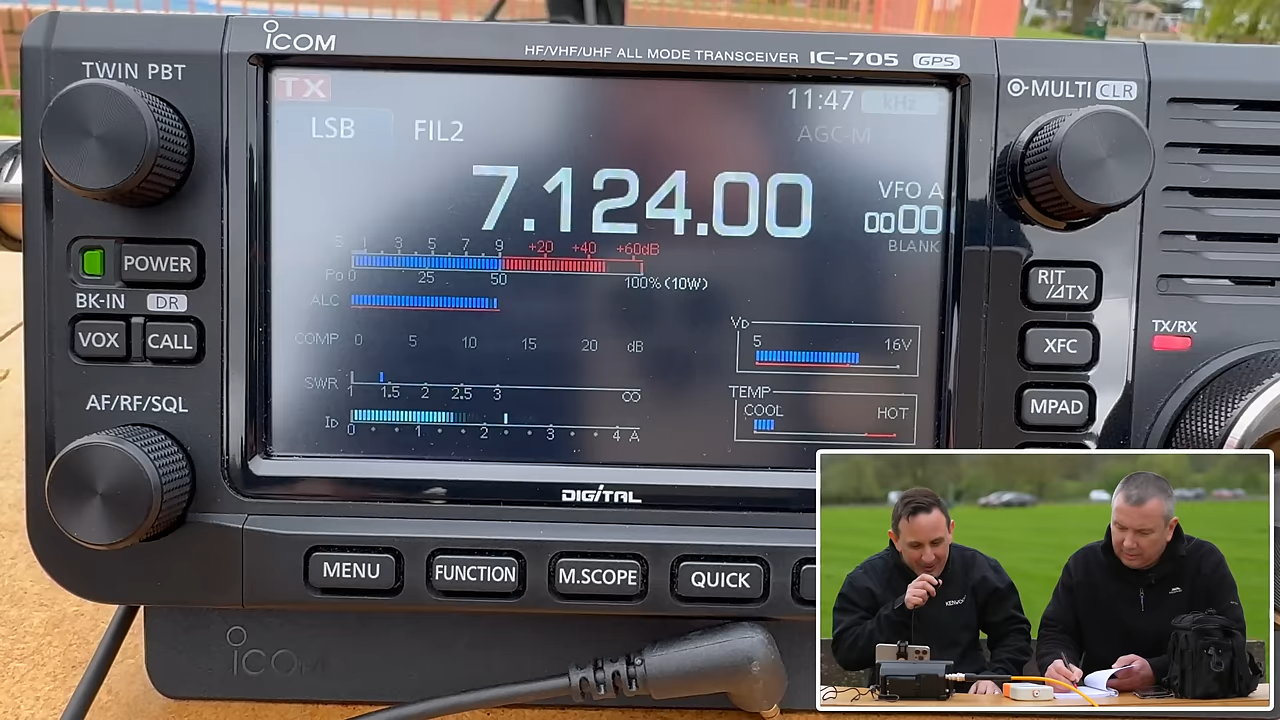 ICOM
HF/VHF/UHF ALL MODE TRANSCEIVER IC-705 GPS
TWIN PBT
MULTI CLR
TX
11:47 kHz
LSB FIL2
AGC-M
7.124.00
VFO A
0000
BLANK
S 1 3 5 7 9 +20 +40 +60dB
Po 0 25 50 100% (10W)
ALC
COMP 0 5 10 15 20 dB
SWR 1 1.5 2 2.5 3 ∞
ID 0 1 2 3 4 A
VD
5 16V
TEMP
COOL HOT
POWER
BK-IN DR
VOX CALL
AF/RF/SQL
RIT
/⊿TX
XFC
MPAD
TX/RX
DIGITAL
MENU FUNCTION M.SCOPE QUICK
ICOM
KENWOOD